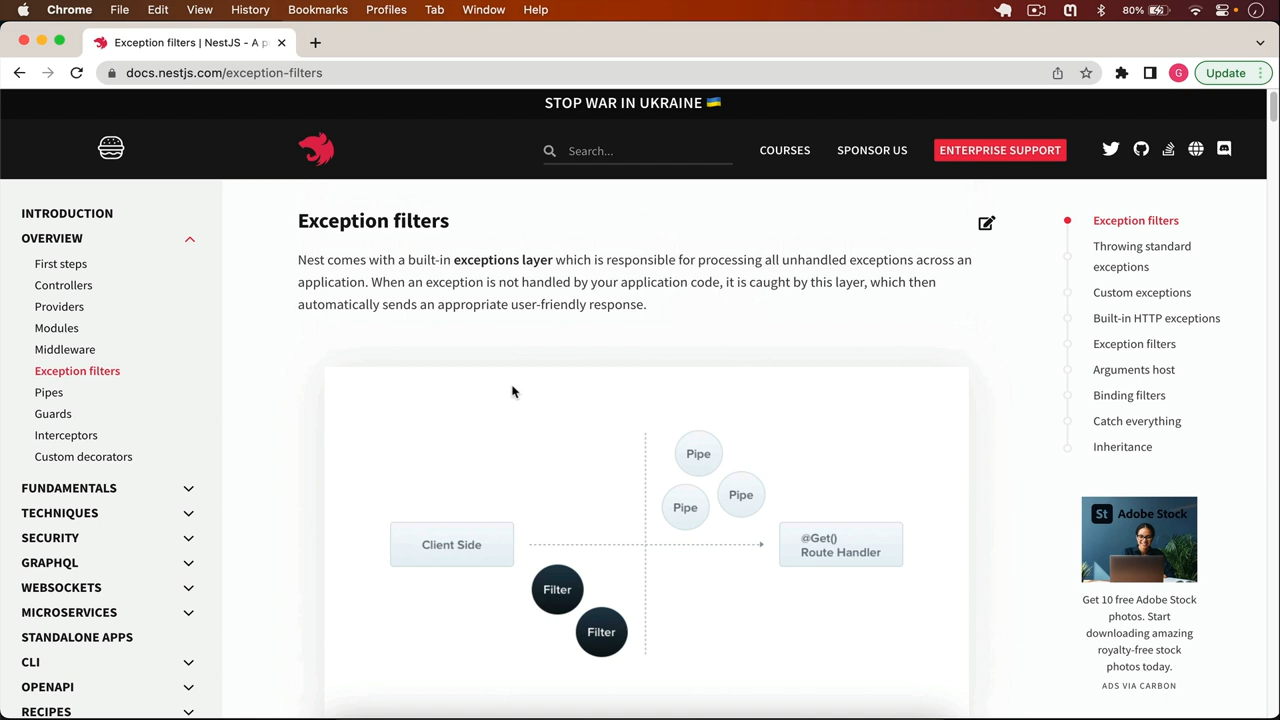 Chrome File Edit View History Bookmarks Profiles Tab Window Help 80%
Exception filters | NestJS - A p
docs.nestjs.com/exception-filters G Update
STOP WAR IN UKRAINE 🇺🇦
Search... COURSES SPONSOR US ENTERPRISE SUPPORT
INTRODUCTION
OVERVIEW
First steps
Controllers
Providers
Modules
Middleware
Exception filters
Pipes
Guards
Interceptors
Custom decorators
FUNDAMENTALS
TECHNIQUES
SECURITY
GRAPHQL
WEBSOCKETS
MICROSERVICES
STANDALONE APPS
CLI
OPENAPI
RECIPES
Exception filters
Nest comes with a built-in exceptions layer which is responsible for processing all unhandled exceptions across an
application. When an exception is not handled by your application code, it is caught by this layer, which then
automatically sends an appropriate user-friendly response.
Pipe
Pipe
Pipe
Client Side
@Get()
Route Handler
Filter
Filter
Exception filters
Throwing standard
exceptions
Custom exceptions
Built-in HTTP exceptions
Exception filters
Arguments host
Binding filters
Catch everything
Inheritance
St Adobe Stock
Get 10 free Adobe Stock
photos. Start
downloading amazing
royalty-free stock
photos today.
ADS VIA CARBON